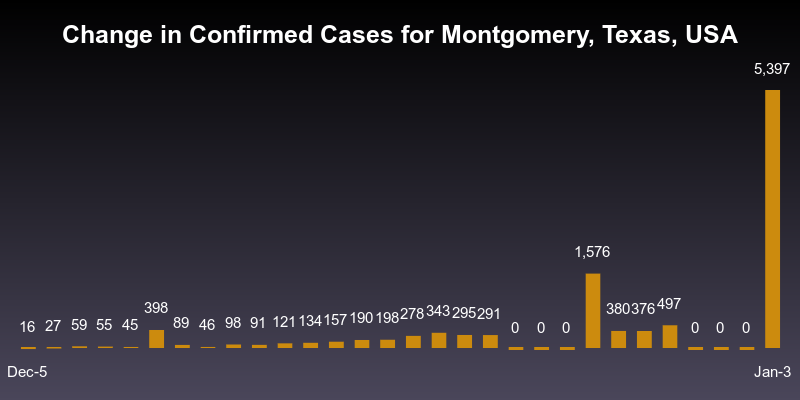 Change in Confirmed Cases for Montgomery, Texas, USA
5,397
1,576
16 27 59 55 45 398 89 46 98 91 121 134 157 190 198 278 343 295 291 0 0 0 380 376 497 0 0 0
Dec-5 Jan-3